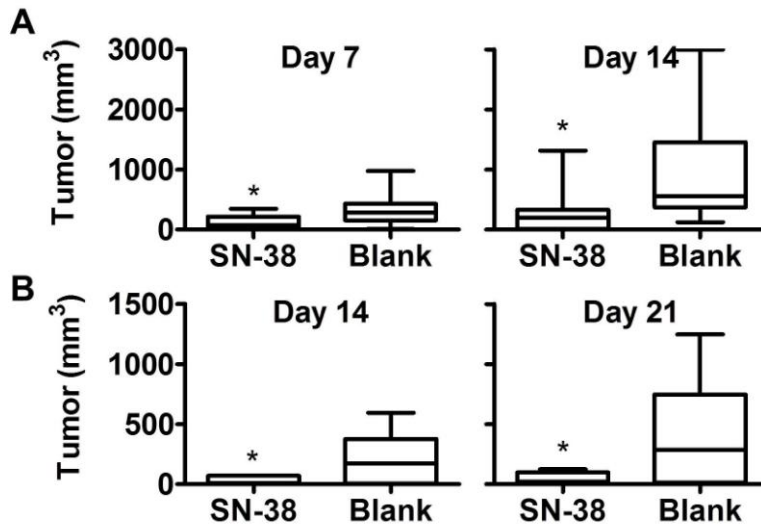 A
Tumor (mm³)
3000
2000
1000
0
Day 7
Day 14
*
*
SN-38 Blank SN-38 Blank
B
Tumor (mm³)
1500
1000
500
0
Day 14
Day 21
*
*
SN-38 Blank SN-38 Blank